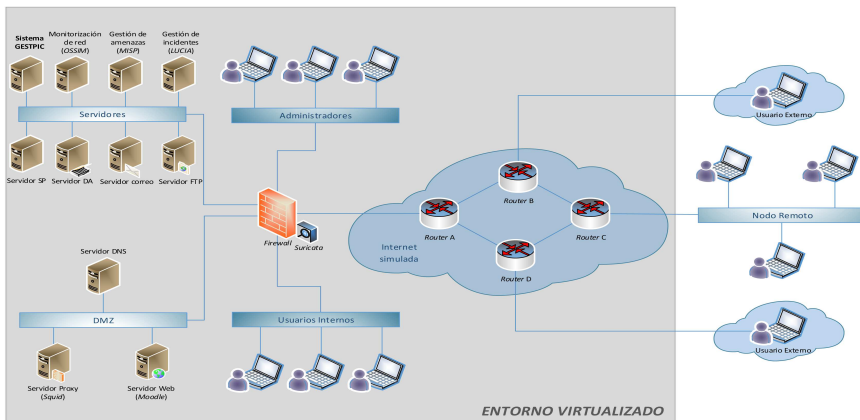 Sistema
GESTPIC
Monitorización
de red
(OSSIM)
Gestión de
amenazas
(MISP)
Gestión de
incidentes
(LUCIA)
Servidores
Administradores
Servidor SP
Servidor DA
Servidor correo
Servidor FTP
Firewall
Suricata
Servidor DNS
DMZ
Servidor Proxy
(Squid)
Servidor Web
(Moodle)
Usuarios Internos
Internet
simulada
Router A
Router B
Router C
Router D
Usuario Externo
Nodo Remoto
Usuario Externo
ENTORNO VIRTUALIZADO